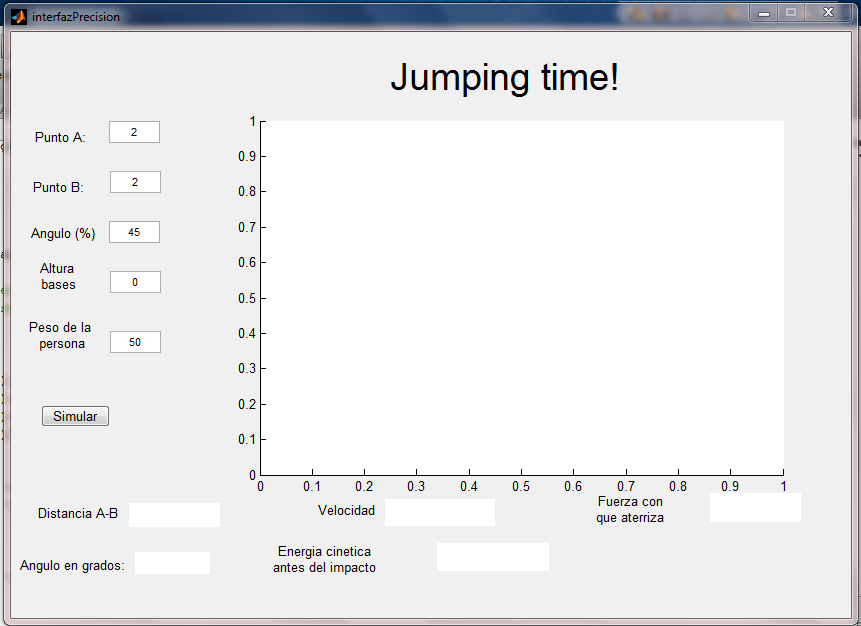 interfazPrecision
Jumping time!
Punto A:
2
Punto B:
2
Angulo (%)
45
Altura
bases
0
Peso de la
persona
50
Simular
1
0.9
0.8
0.7
0.6
0.5
0.4
0.3
0.2
0.1
0
0 0.1 0.2 0.3 0.4 0.5 0.6 0.7 0.8 0.9 1
Distancia A-B
Velocidad
Fuerza con
que aterriza
Angulo en grados:
Energia cinetica
antes del impacto